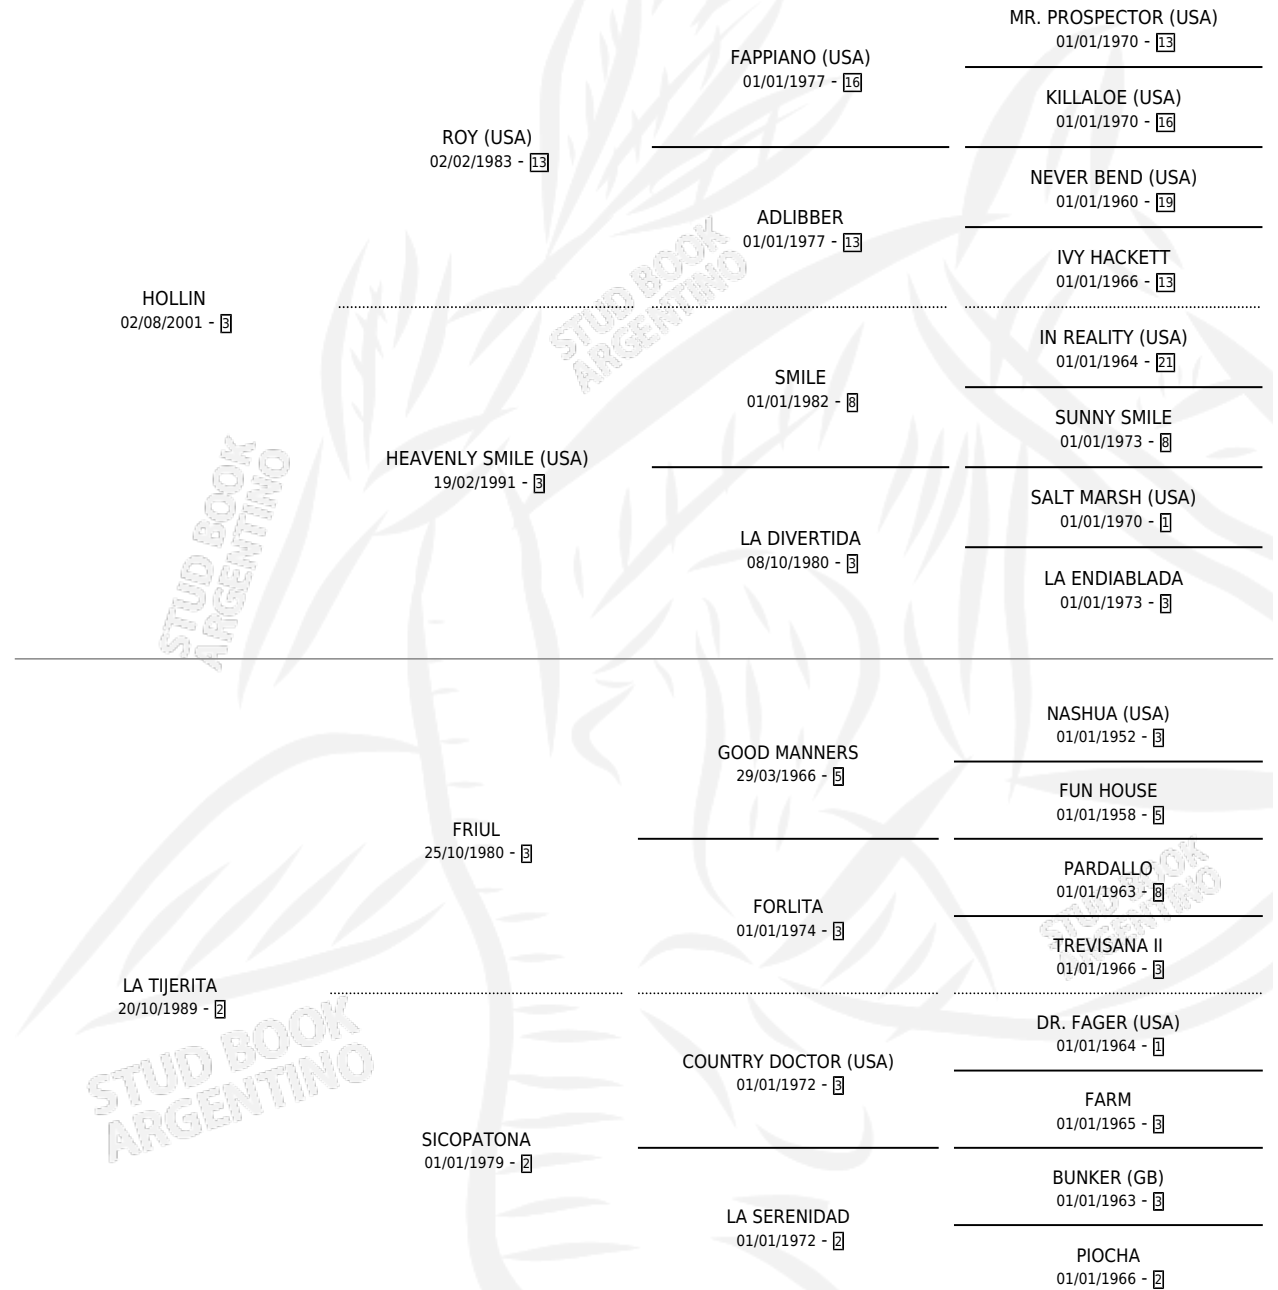 MR. PROSPECTOR (USA)
01/01/1970 - 13
FAPPIANO (USA)
01/01/1977 - 16
KILLALOE (USA)
01/01/1970 - 16
ROY (USA)
02/02/1983 - 13
NEVER BEND (USA)
01/01/1960 - 19
ADLIBBER
01/01/1977 - 13
IVY HACKETT
01/01/1966 - 13
HOLLIN
02/08/2001 - 3
STUD BOOK
ARGENTINO
IN REALITY (USA)
01/01/1964 - 21
SMILE
01/01/1982 - 8
SUNNY SMILE
01/01/1973 - 8
HEAVENLY SMILE (USA)
19/02/1991 - 3
SALT MARSH (USA)
01/01/1970 - 1
LA DIVERTIDA
08/10/1980 - 3
LA ENDIABLADA
01/01/1973 - 3
STUD BOOK
ARGENTINO
NASHUA (USA)
01/01/1952 - 3
GOOD MANNERS
29/03/1966 - 5
FUN HOUSE
01/01/1958 - 5
FRIUL
25/10/1980 - 3
PARDALLO
01/01/1963 - 8
FORLITA
01/01/1974 - 3
STUD BOOK
ARGENTINO
TREVISANA II
01/01/1966 - 3
LA TIJERITA
20/10/1989 - 2
STUD BOOK
ARGENTINO
DR. FAGER (USA)
01/01/1964 - 1
COUNTRY DOCTOR (USA)
01/01/1972 - 3
FARM
01/01/1965 - 3
SICOPATONA
01/01/1979 - 2
BUNKER (GB)
01/01/1963 - 3
LA SERENIDAD
01/01/1972 - 2
PIOCHA
01/01/1966 - 2